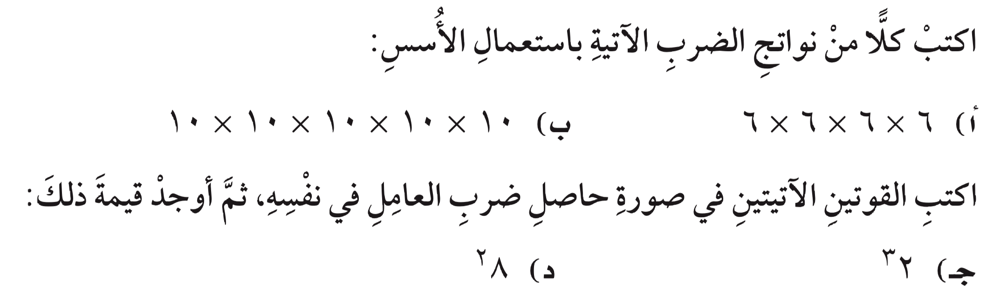 اكتبْ كلًّا منْ نواتجِ الضربِ الآتيةِ باستعمالِ الأُسسِ:
أ) ٦ × ٦ × ٦ × ٦ ب) ١٠ × ١٠ × ١٠ × ١٠ × ١٠
اكتبِ القوتينِ الآتيتينِ في صورةِ حاصلِ ضربِ العامِلِ في نفْسِهِ، ثمَّ أوجدْ قيمةَ ذلكَ:
جـ) ٢^٣ د) ٨^٢